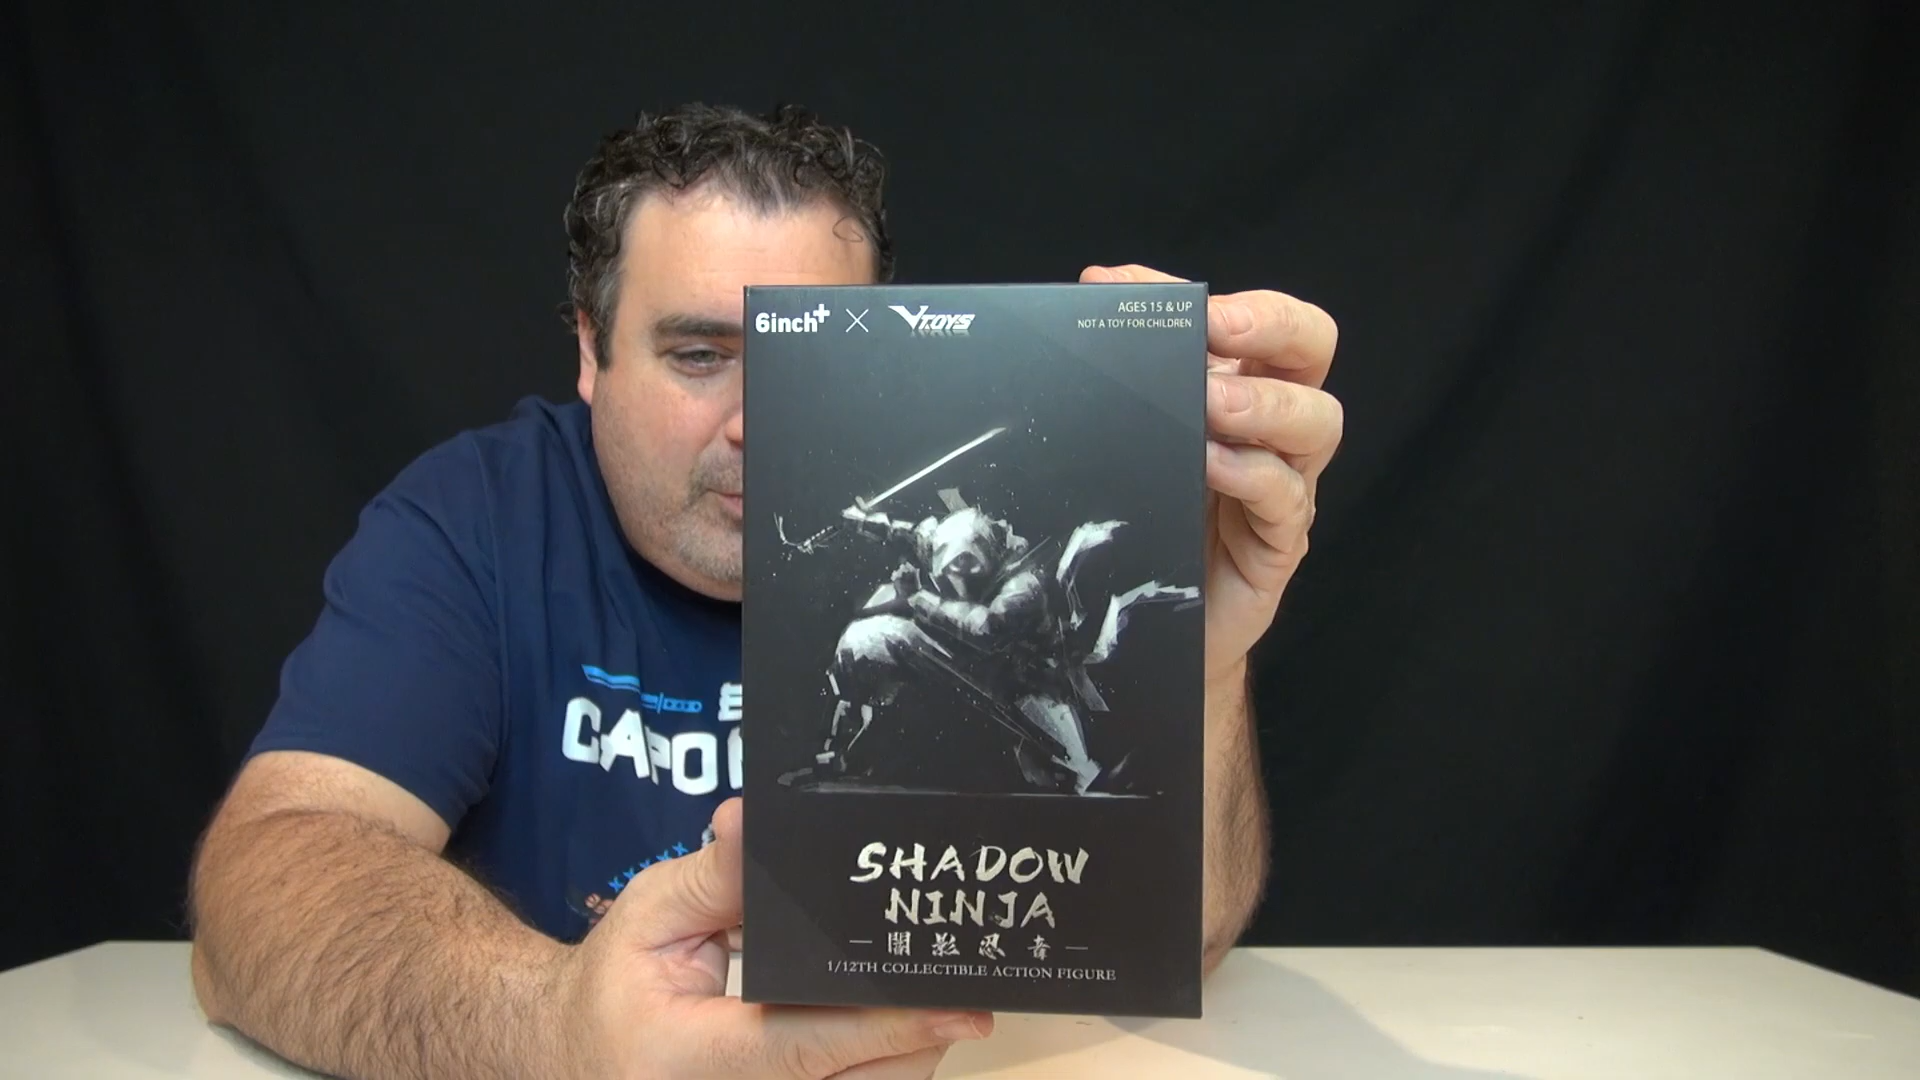 6inch+ × VTOYS
AGES 15 & UP
NOT A TOY FOR CHILDREN
SHADOW
NINJA
闇影忍者
1/12TH COLLECTIBLE ACTION FIGURE